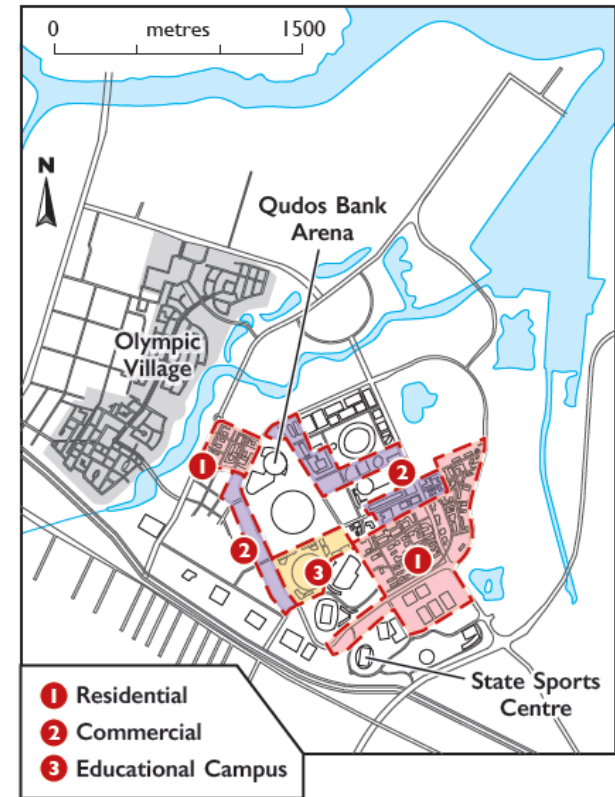 0 metres 1500
N
Qudos Bank
Arena
Olympic
Village
1
2
2
1
3
State Sports
Centre
1 Residential
2 Commercial
3 Educational Campus